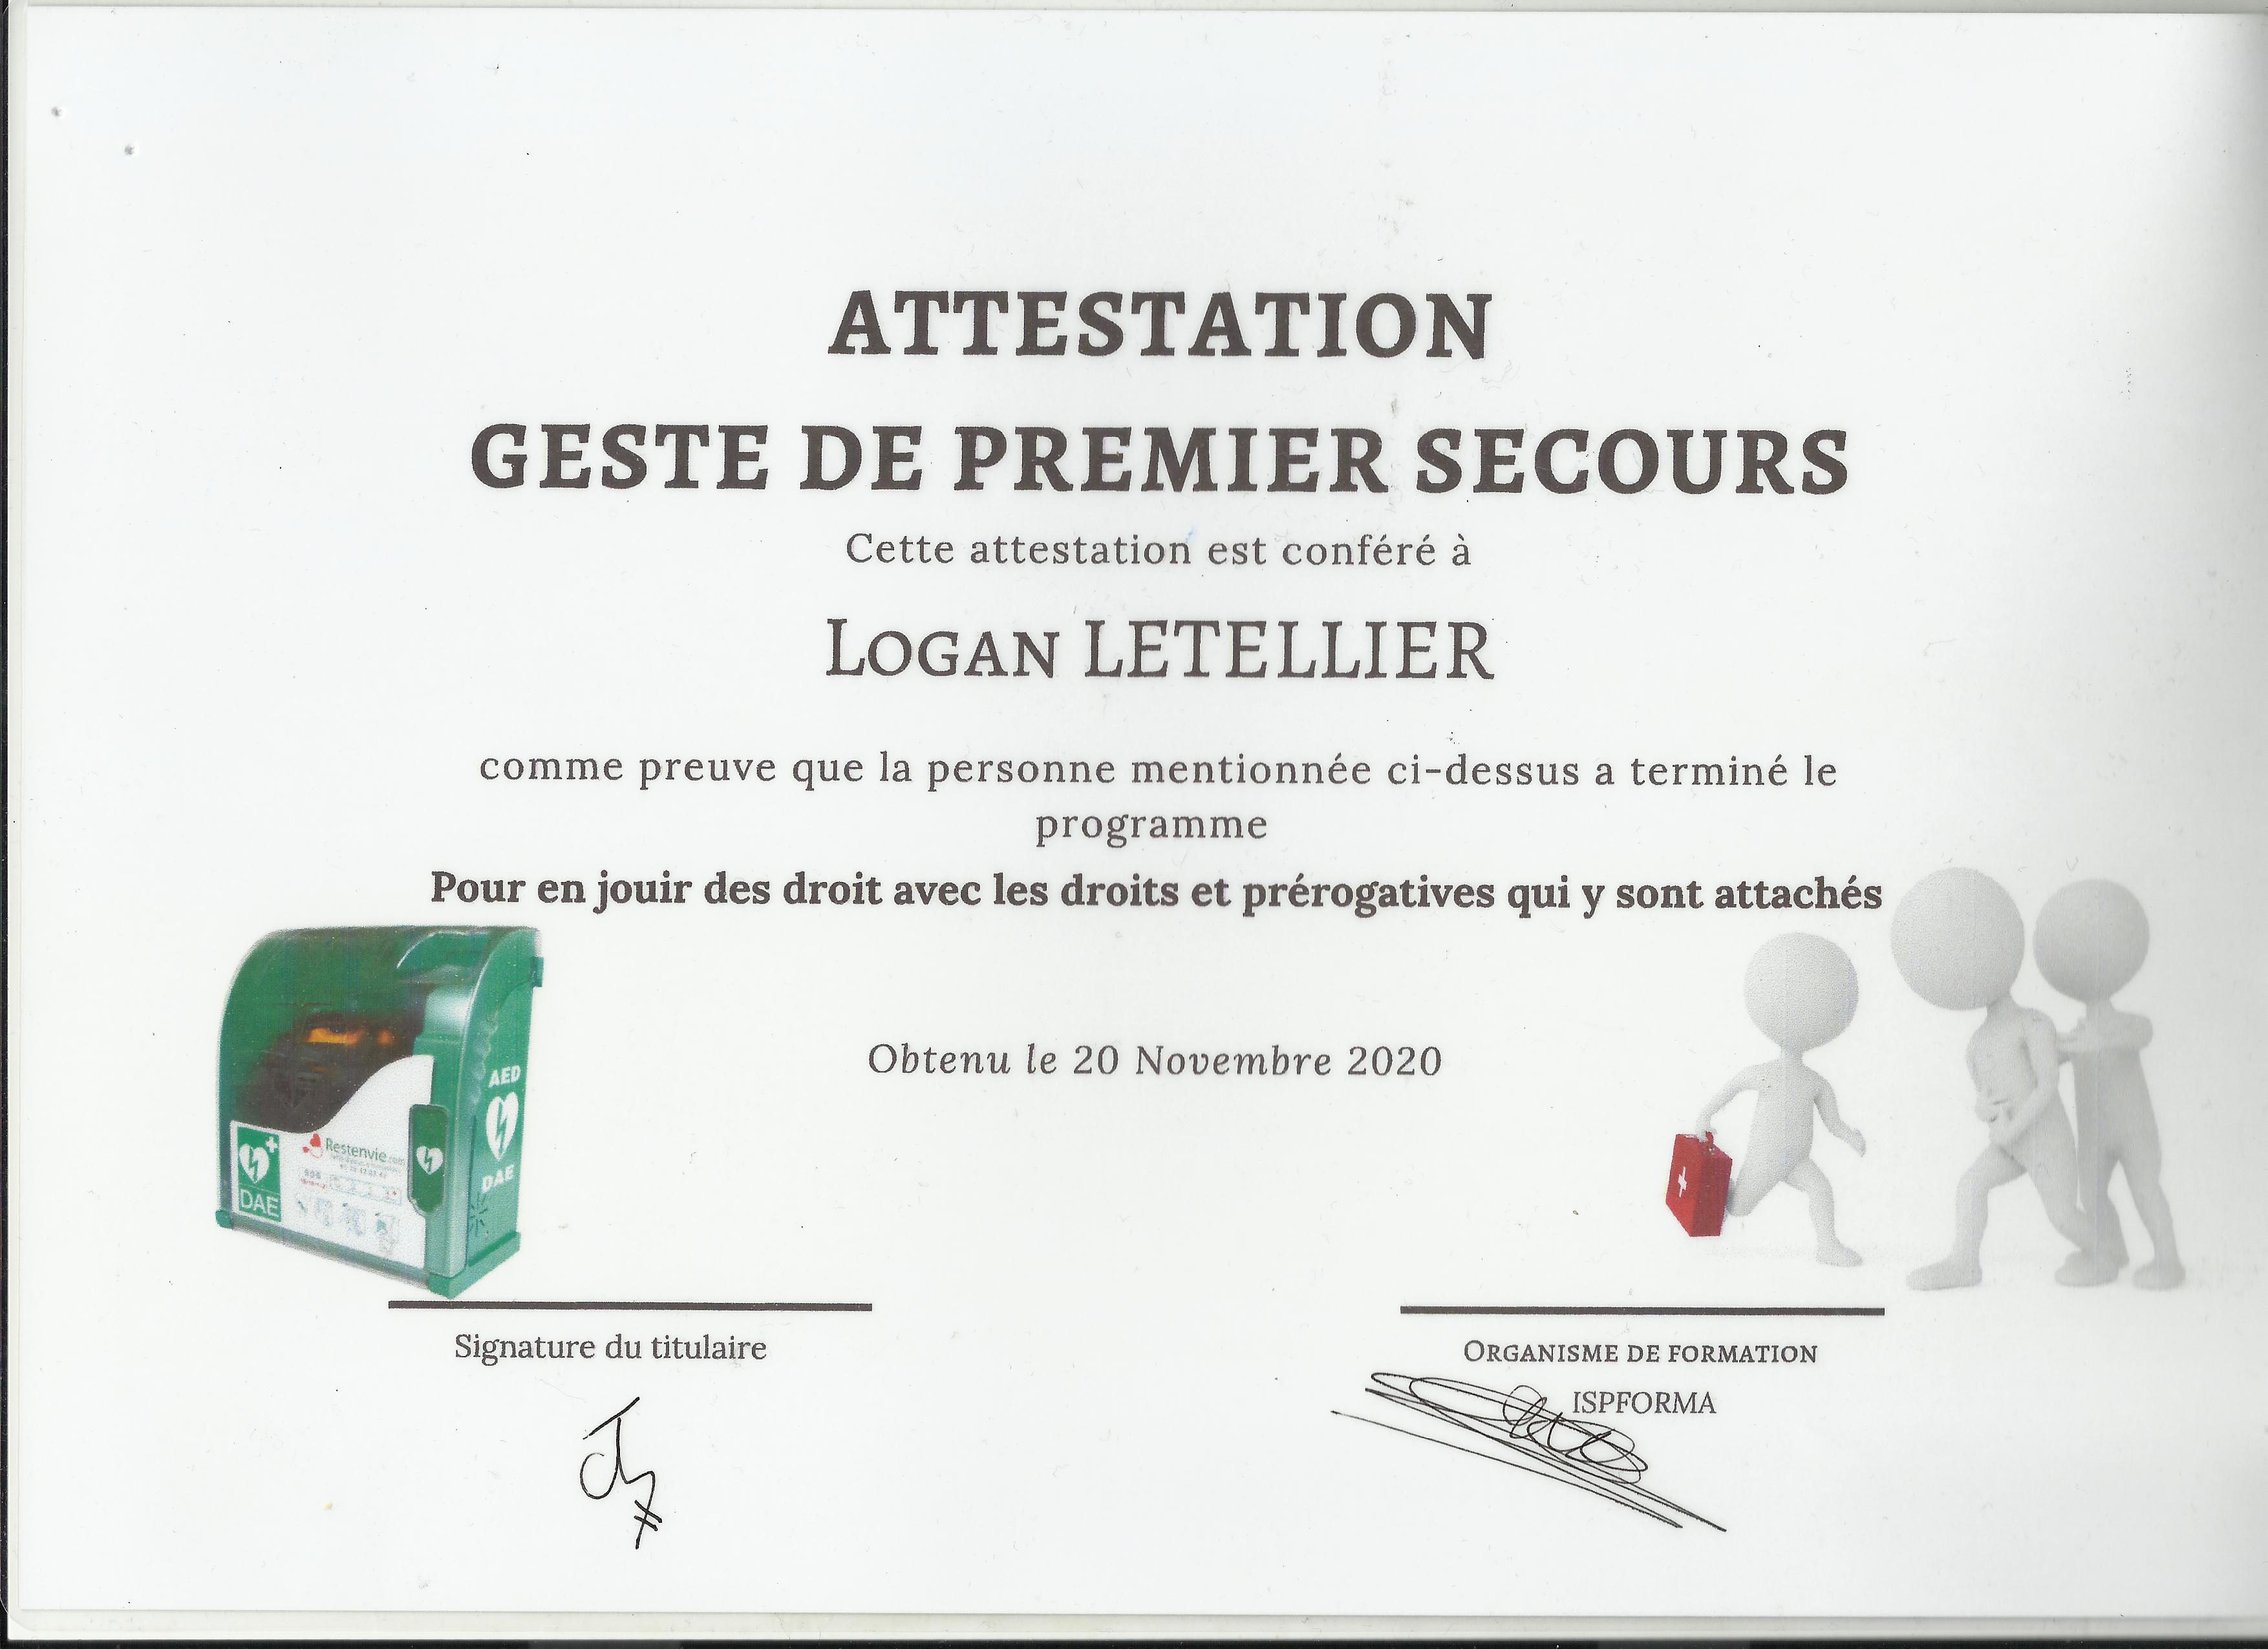 ATTESTATION
GESTE DE PREMIER SECOURS
Cette attestation est conféré à
LOGAN LETELLIER
comme preuve que la personne mentionnée ci-dessus a terminé le
programme
Pour en jouir des droit avec les droits et prérogatives qui y sont attachés
Obtenu le 20 Novembre 2020
AED
DAE
Restenvie.com
DAE
Signature du titulaire
ORGANISME DE FORMATION
ISPFORMA